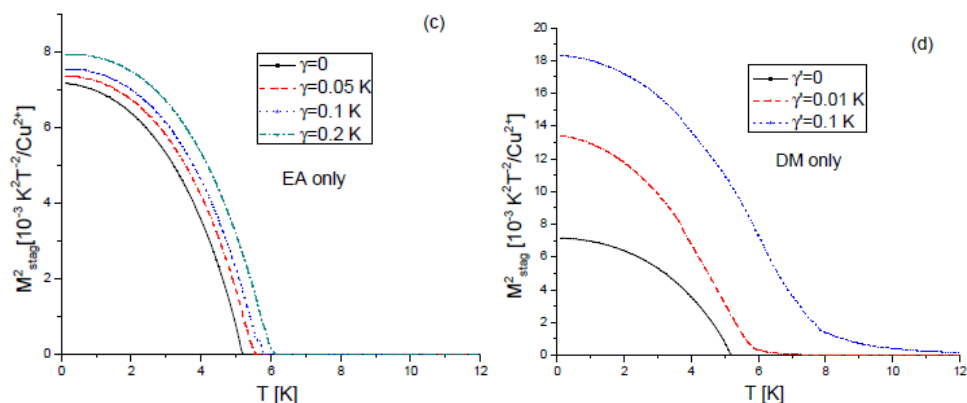 (c)
M²stag[10⁻³ K²T⁻²/Cu²⁺]
8
6
4
2
0
γ=0
γ=0.05 K
γ=0.1 K
γ=0.2 K
EA only
0 2 4 6 8 10 12
T [K]
(d)
M²stag [10⁻³ K²T⁻²/Cu²⁺]
20
18
16
14
12
10
8
6
4
2
0
γ'=0
γ'=0.01 K
γ'=0.1 K
DM only
0 2 4 6 8 10 12
T [K]